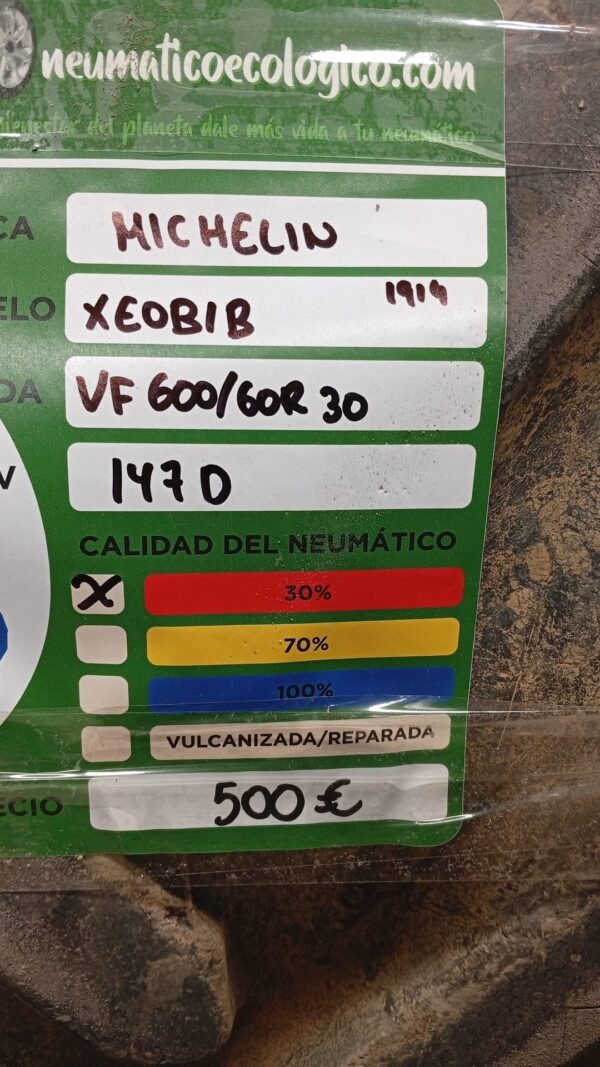 neumaticoecologico.com
del planeta dale más vida a tu neumático
CA MICHELIN
ELO XEOBIB 1914
DA VF 600/60R 30
V 147 D
CALIDAD DEL NEUMÁTICO
X 30%
70%
100%
VULCANIZADA/REPARADA
ECIO 500 €